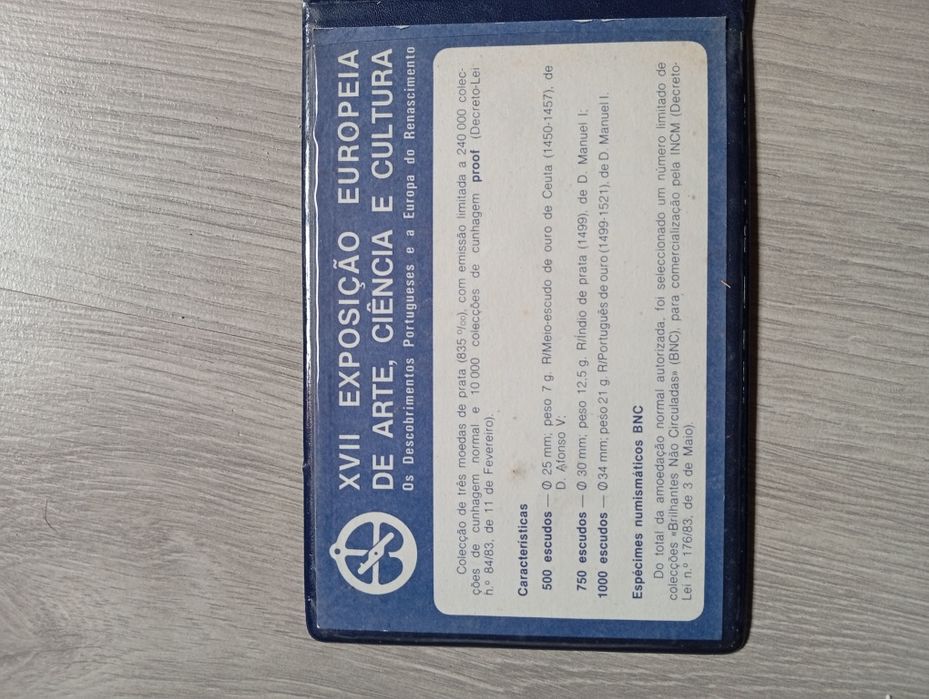 XVII EXPOSIÇÃO EUROPEIA
DE ARTE, CIÊNCIA E CULTURA
Os Descobrimentos Portugueses e a Europa do Renascimento
Colecção de três moedas de prata (835 º/₀₀), com emissão limitada a 240 000 colec-
ções de cunhagem normal e 10 000 colecções de cunhagem proof (Decreto-Lei
n.º 84/83, de 11 de Fevereiro).
Características
500 escudos — ∅ 25 mm; peso 7 g. R/Meio-escudo de ouro de Ceuta (1450-1457), de
D. Afonso V;
750 escudos — ∅ 30 mm; peso 12,5 g. R/Índio de prata (1499), de D. Manuel I;
1000 escudos — ∅ 34 mm; peso 21 g. R/Português de ouro (1499-1521), de D. Manuel I.
Espécimes numismáticos BNC
Do total da amoedação normal autorizada, foi seleccionado um número limitado de
colecções «Brilhantes Não Circuladas» (BNC), para comercialização pela INCM (Decreto-
Lei n.º 176/83, de 3 de Maio).